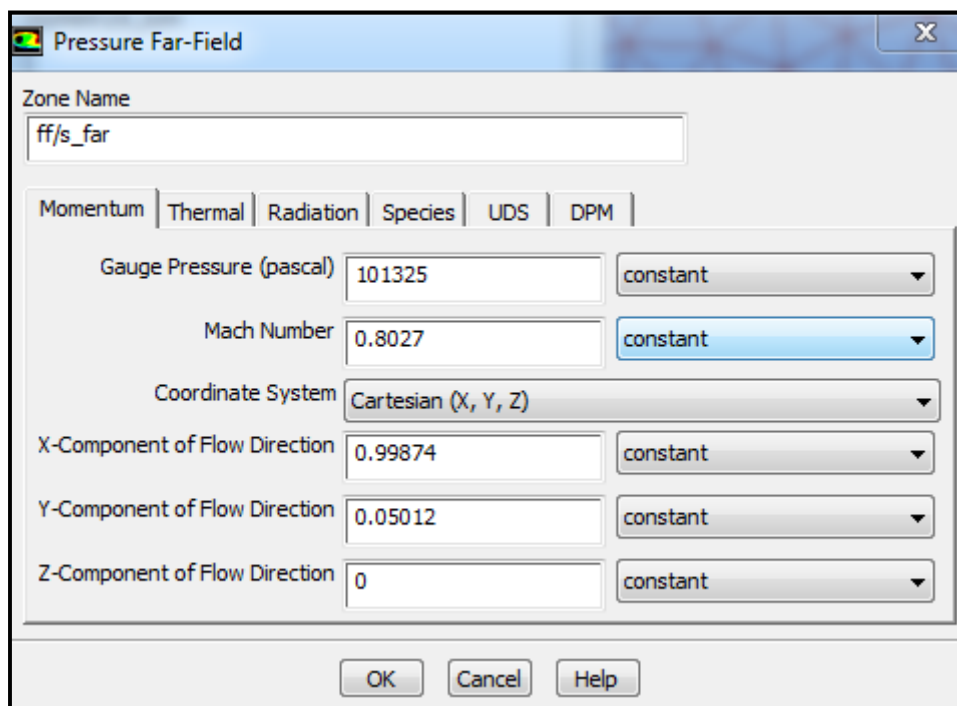 Pressure Far-Field
Zone Name
ff/s_far
Momentum Thermal Radiation Species UDS DPM
Gauge Pressure (pascal) 101325 constant
Mach Number 0.8027 constant
Coordinate System Cartesian (X, Y, Z)
X-Component of Flow Direction 0.99874 constant
Y-Component of Flow Direction 0.05012 constant
Z-Component of Flow Direction 0 constant
OK Cancel Help